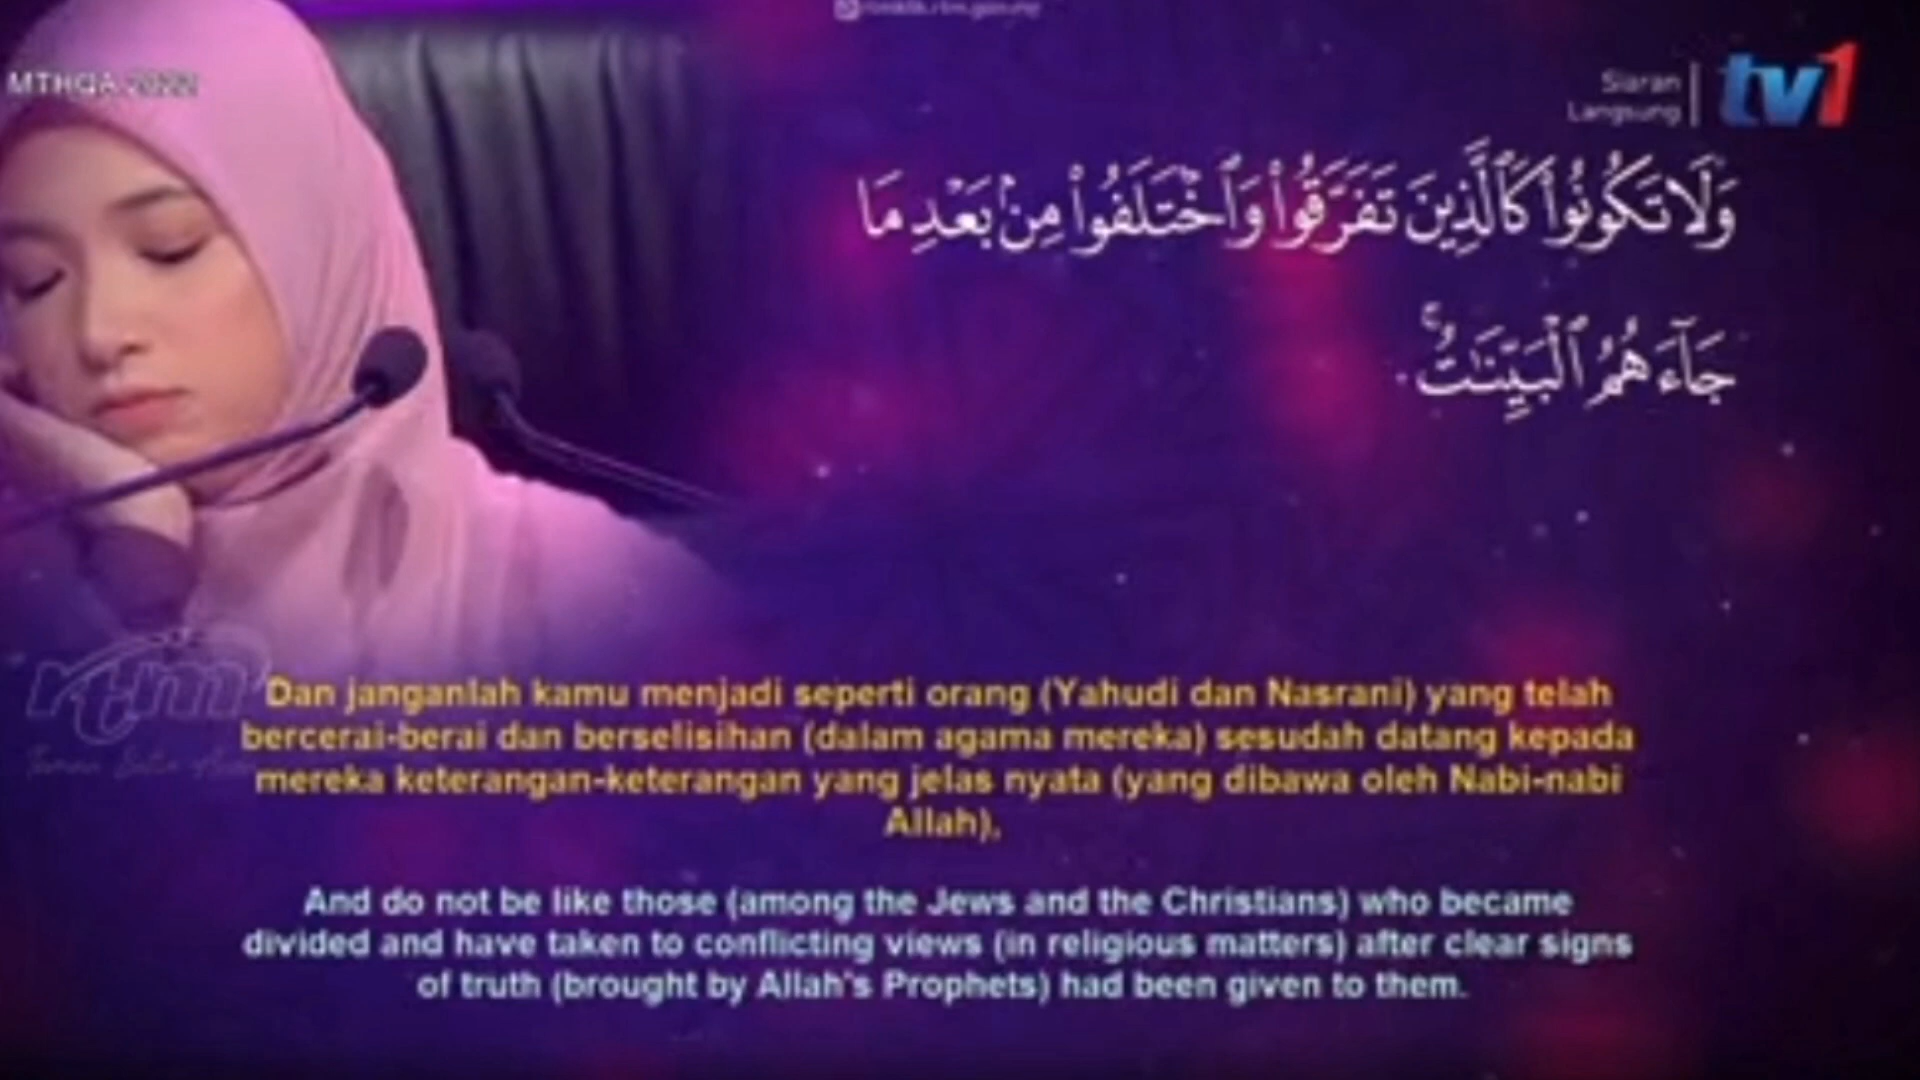 MTHQA 2022
Siaran
Langsung
tv1
وَلَا تَكُونُوا۟ كَٱلَّذِينَ تَفَرَّقُوا۟ وَٱخْتَلَفُوا۟ مِنۢ بَعْدِ مَا
جَآءَهُمُ ٱلْبَيِّنَـٰتُ ۚ
rtm
Dan janganlah kamu menjadi seperti orang (Yahudi dan Nasrani) yang telah
bercerai-berai dan berselisihan (dalam agama mereka) sesudah datang kepada
mereka keterangan-keterangan yang jelas nyata (yang dibawa oleh Nabi-nabi
Allah),
And do not be like those (among the Jews and the Christians) who became
divided and have taken to conflicting views (in religious matters) after clear signs
of truth (brought by Allah's Prophets) had been given to them.